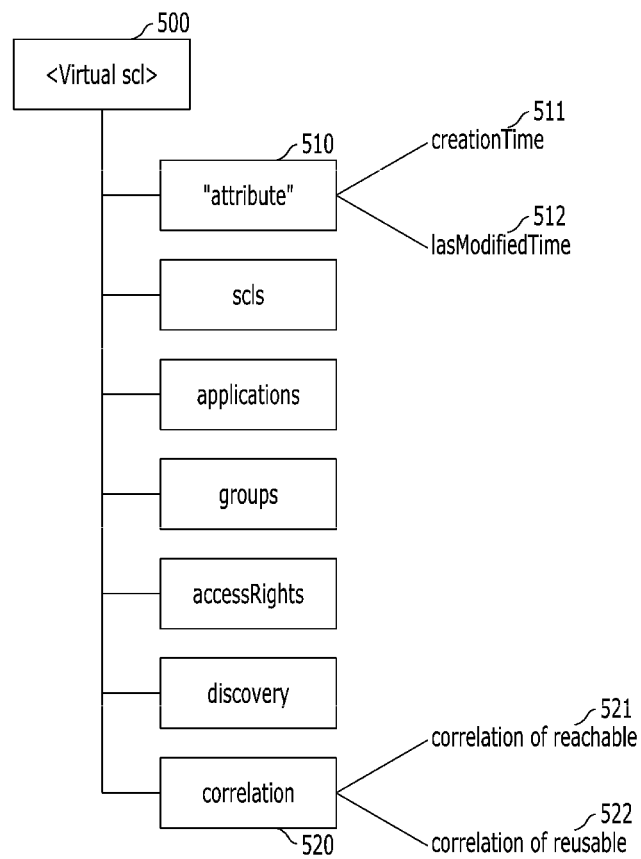 500
<Virtual scl>
511
creationTime
510
"attribute"
512
lasModifiedTime
scls
applications
groups
accessRights
discovery
521
correlation of reachable
correlation
520
522
correlation of reusable